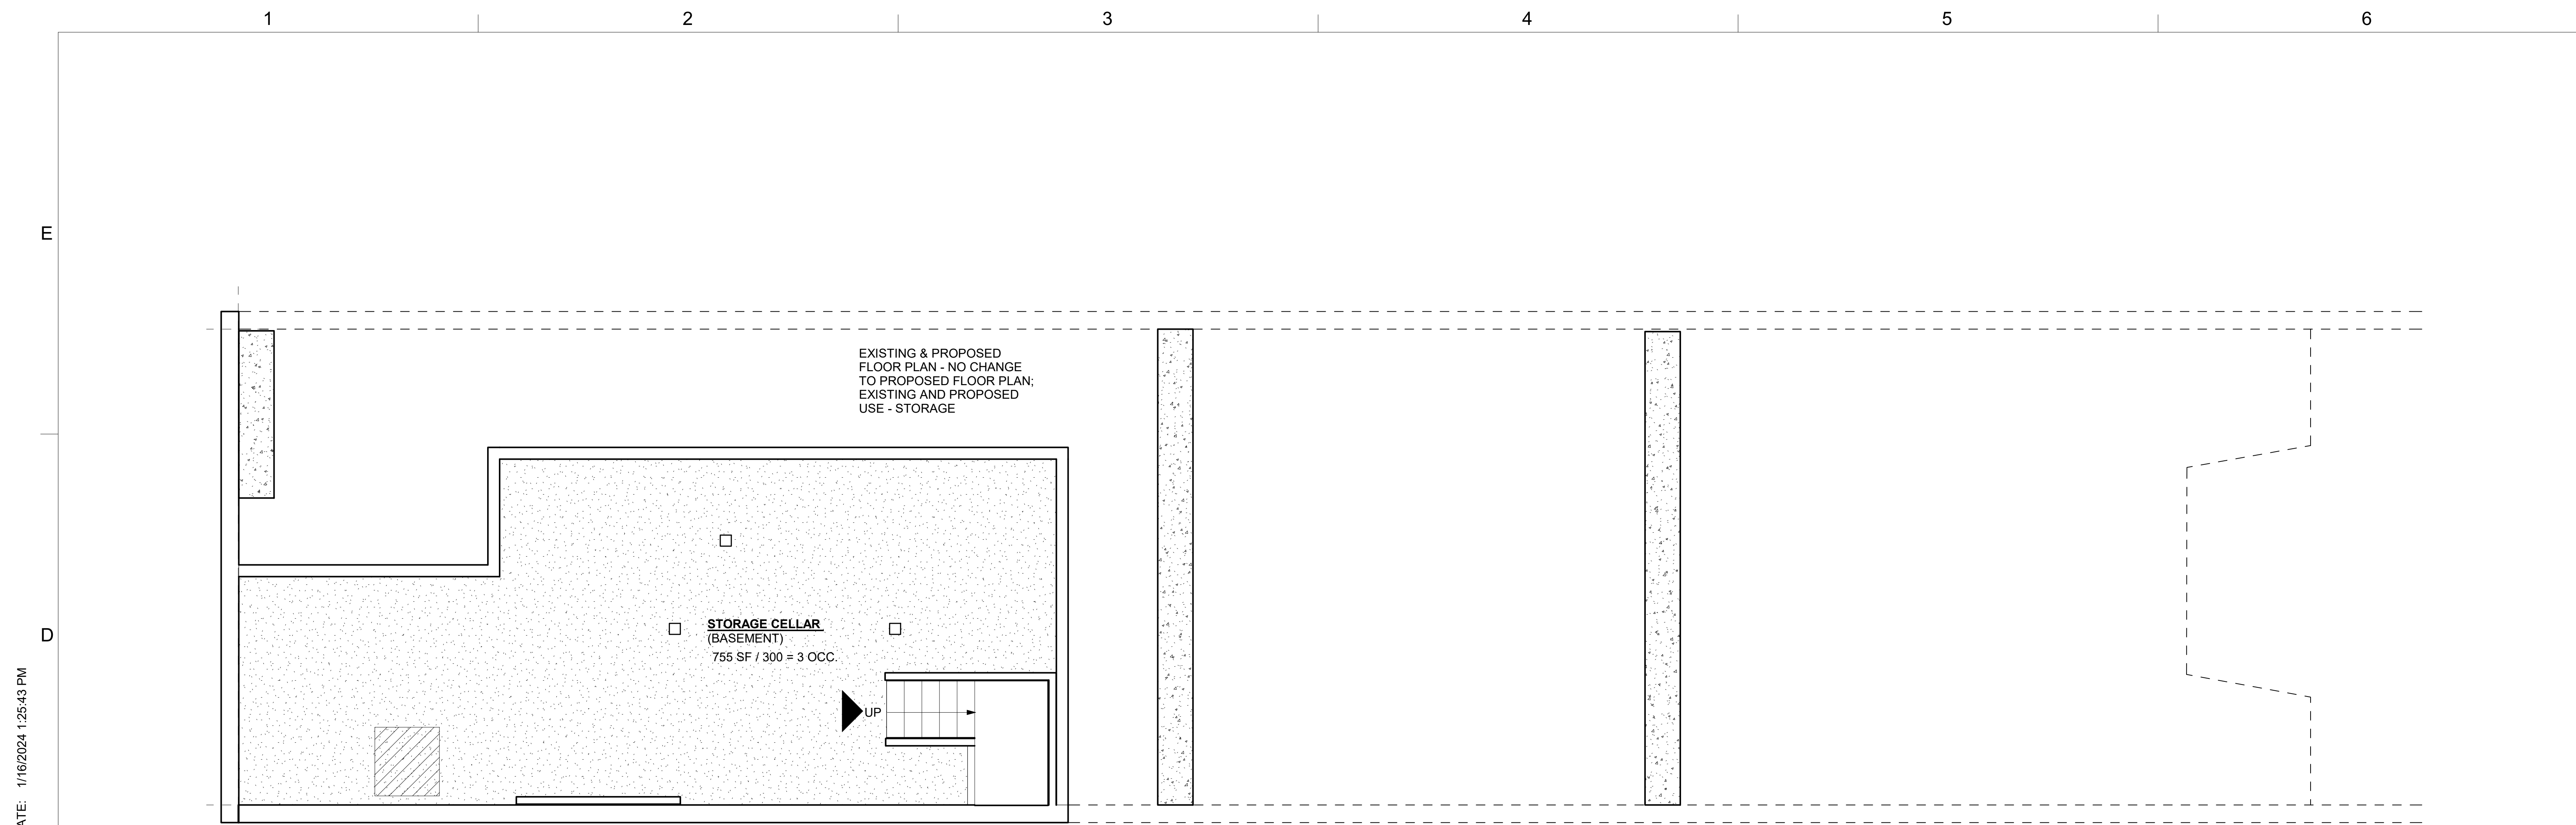 1 2 3 4 5 6
E
EXISTING & PROPOSED
FLOOR PLAN - NO CHANGE
TO PROPOSED FLOOR PLAN;
EXISTING AND PROPOSED
USE - STORAGE
D
STORAGE CELLAR
(BASEMENT)
755 SF / 300 = 3 OCC.
UP
ATE: 1/16/2024 1:25:43 PM